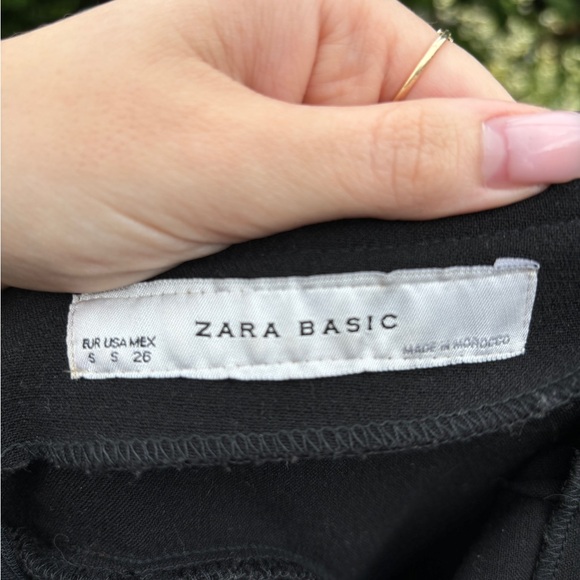 ZARA BASIC
EUR USA MEX
S S 26
MADE IN MOROCCO